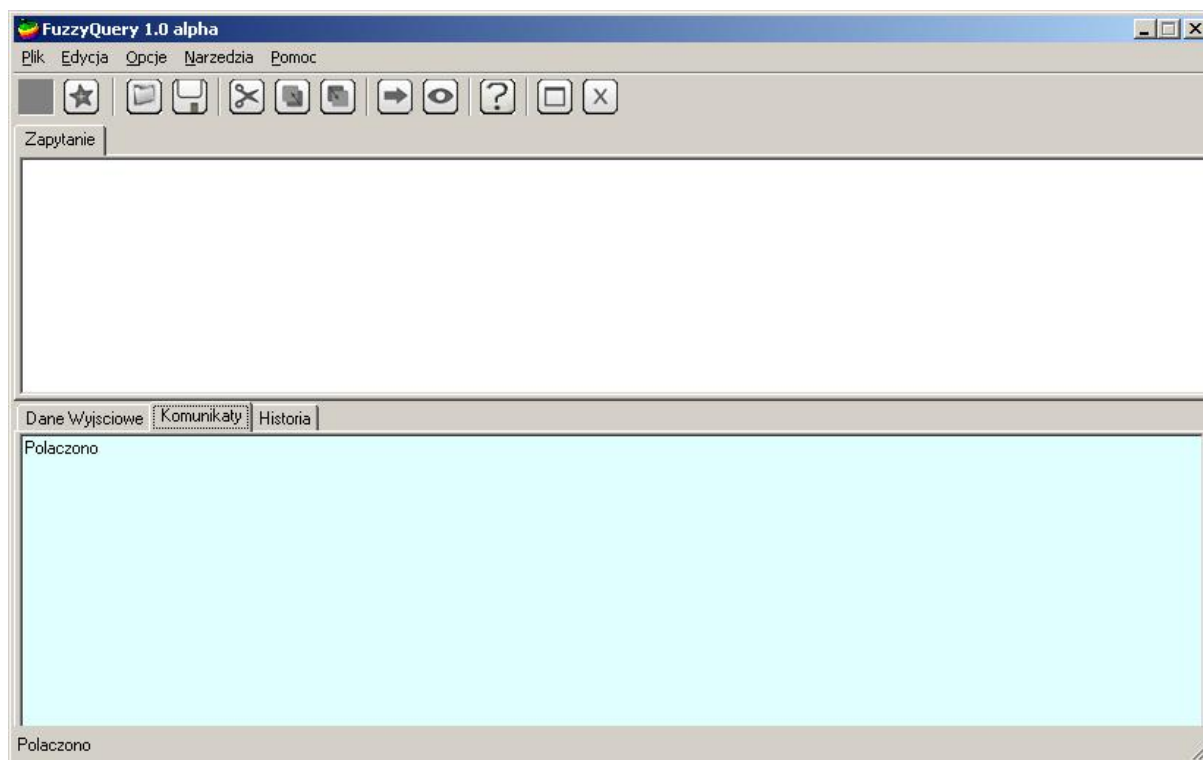 FuzzyQuery 1.0 alpha
Plik Edycja Opcje Narzedzia Pomoc
Zapytanie
Dane Wyjsciowe Komunikaty Historia
Polaczono
Polaczono